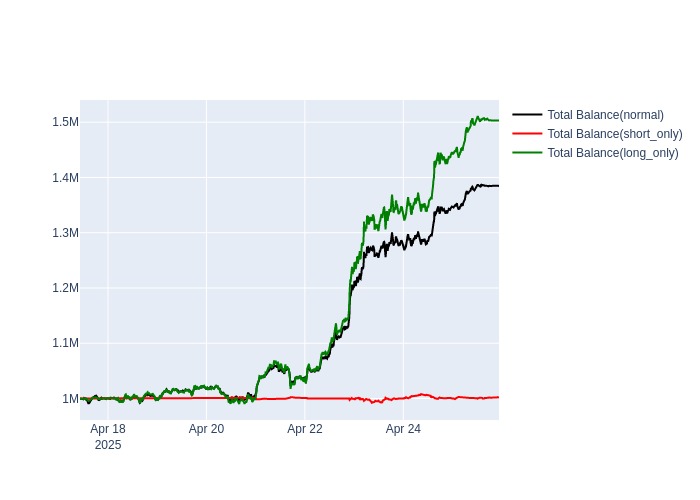 1.5M
1.4M
1.3M
1.2M
1.1M
1M
Apr 18
2025
Apr 20
Apr 22
Apr 24
Total Balance(normal)
Total Balance(short_only)
Total Balance(long_only)